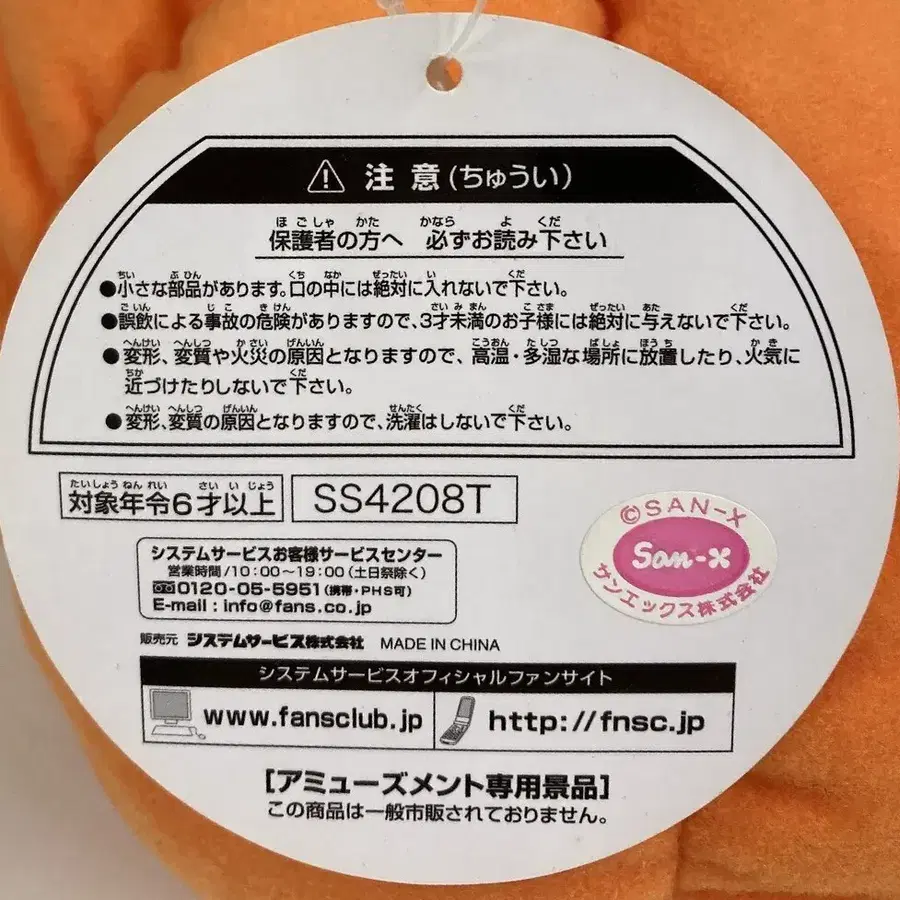 注意(ちゅうい)
ほごしゃ かた かなら よ くだ
保護者の方へ 必ずお読み下さい
ちい ぶひん くち なか ぜったい い くだ
●小さな部品があります。口の中には絶対に入れないで下さい。
ごいん じこ きけん さいみまん こさま ぜったい あた くだ
●誤飲による事故の危険がありますので、3才未満のお子様には絶対に与えないで下さい。
へんけい へんしつ かさい げんいん こうおん たしつ ばしょ ほうち かき
●変形、変質や火災の原因となりますので、高温・多湿な場所に放置したり、火気に
ちか くだ
近づけたりしないで下さい。
へんけい へんしつ げんいん せんたく くだ
●変形、変質の原因となりますので、洗濯はしないで下さい。
たいしょうねんれい さいいじょう
対象年令6才以上
SS4208T
©SAN-X
San-x
サンエックス株式会社
システムサービスお客様サービスセンター
営業時間/10:00~19:00(土日祭除く)
0120-05-5951(携帯・PHS可)
E-mail : info@fans.co.jp
販売元 システムサービス株式会社 MADE IN CHINA
システムサービスオフィシャルファンサイト
www.fansclub.jp
http://fnsc.jp
[アミューズメント専用景品]
この商品は一般市販されておりません。